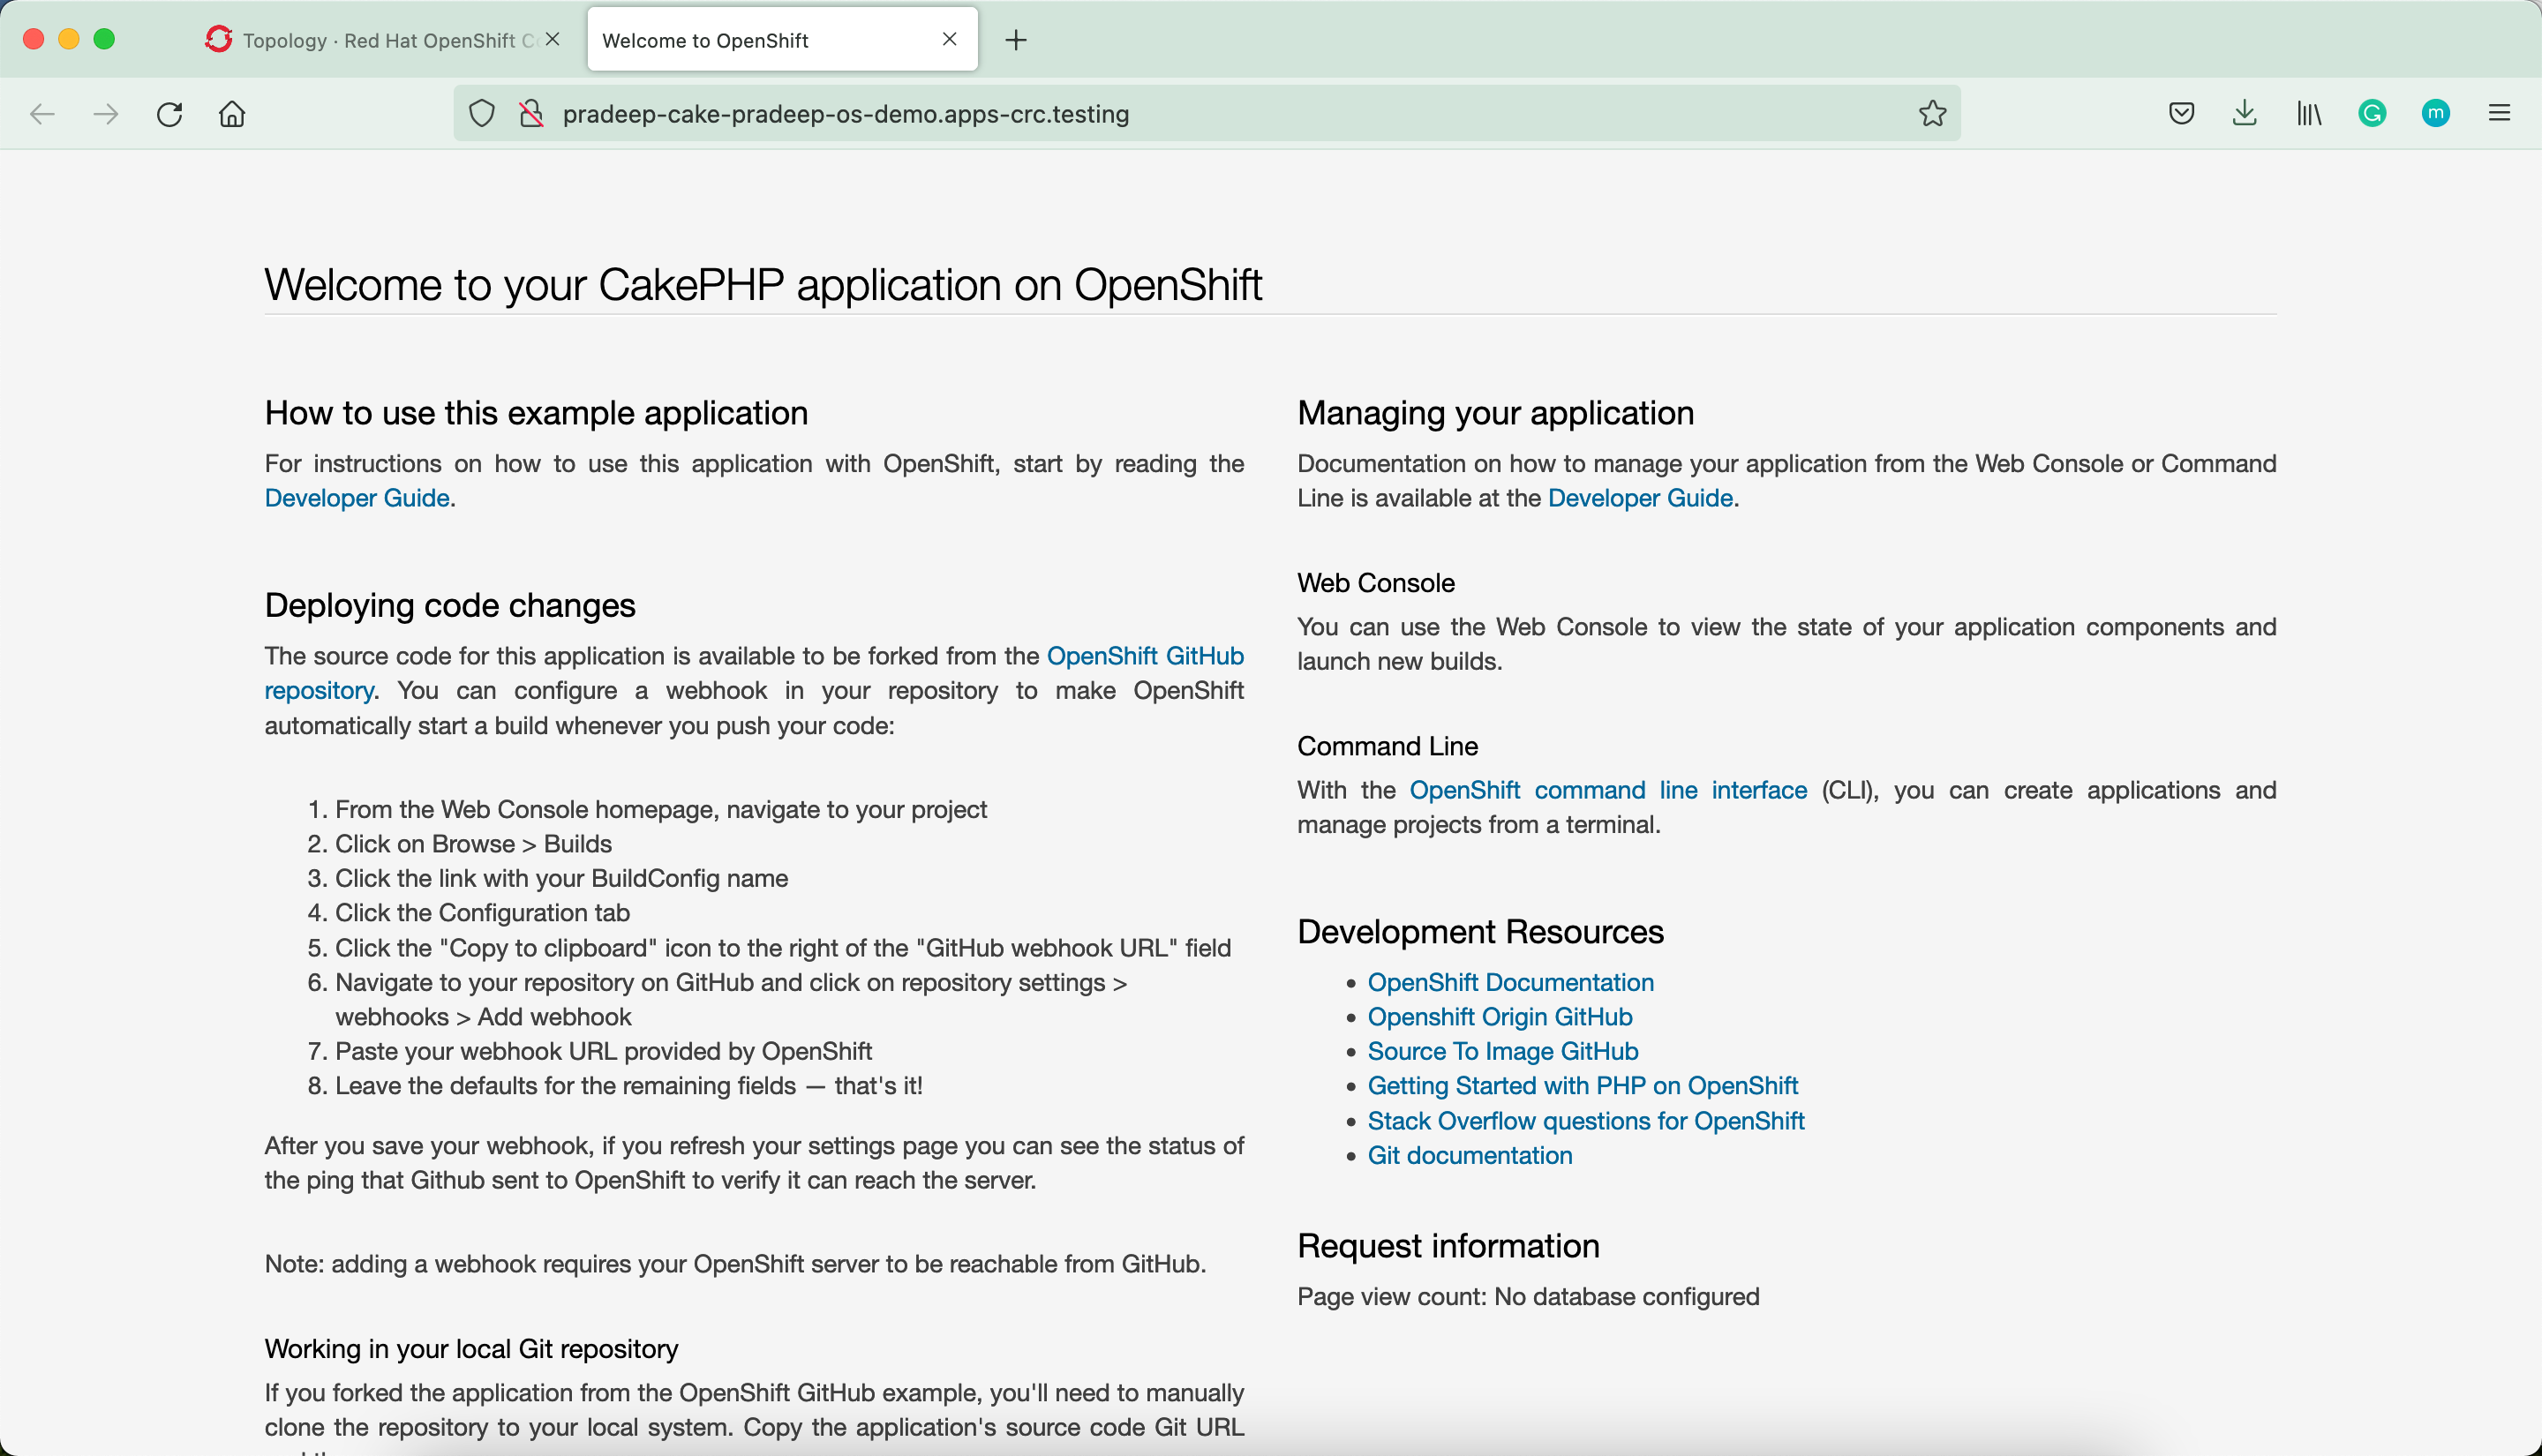 Topology · Red Hat OpenShift C
Welcome to OpenShift
pradeep-cake-pradeep-os-demo.apps-crc.testing
m
Welcome to your CakePHP application on OpenShift
How to use this example application
For instructions on how to use this application with OpenShift, start by reading the
Developer Guide.
Deploying code changes
The source code for this application is available to be forked from the OpenShift GitHub
repository. You can configure a webhook in your repository to make OpenShift
automatically start a build whenever you push your code:
1. From the Web Console homepage, navigate to your project
2. Click on Browse > Builds
3. Click the link with your BuildConfig name
4. Click the Configuration tab
5. Click the "Copy to clipboard" icon to the right of the "GitHub webhook URL" field
6. Navigate to your repository on GitHub and click on repository settings >
webhooks > Add webhook
7. Paste your webhook URL provided by OpenShift
8. Leave the defaults for the remaining fields — that's it!
After you save your webhook, if you refresh your settings page you can see the status of
the ping that Github sent to OpenShift to verify it can reach the server.
Note: adding a webhook requires your OpenShift server to be reachable from GitHub.
Working in your local Git repository
If you forked the application from the OpenShift GitHub example, you'll need to manually
clone the repository to your local system. Copy the application's source code Git URL
Managing your application
Documentation on how to manage your application from the Web Console or Command
Line is available at the Developer Guide.
Web Console
You can use the Web Console to view the state of your application components and
launch new builds.
Command Line
With the OpenShift command line interface (CLI), you can create applications and
manage projects from a terminal.
Development Resources
• OpenShift Documentation
• Openshift Origin GitHub
• Source To Image GitHub
• Getting Started with PHP on OpenShift
• Stack Overflow questions for OpenShift
• Git documentation
Request information
Page view count: No database configured